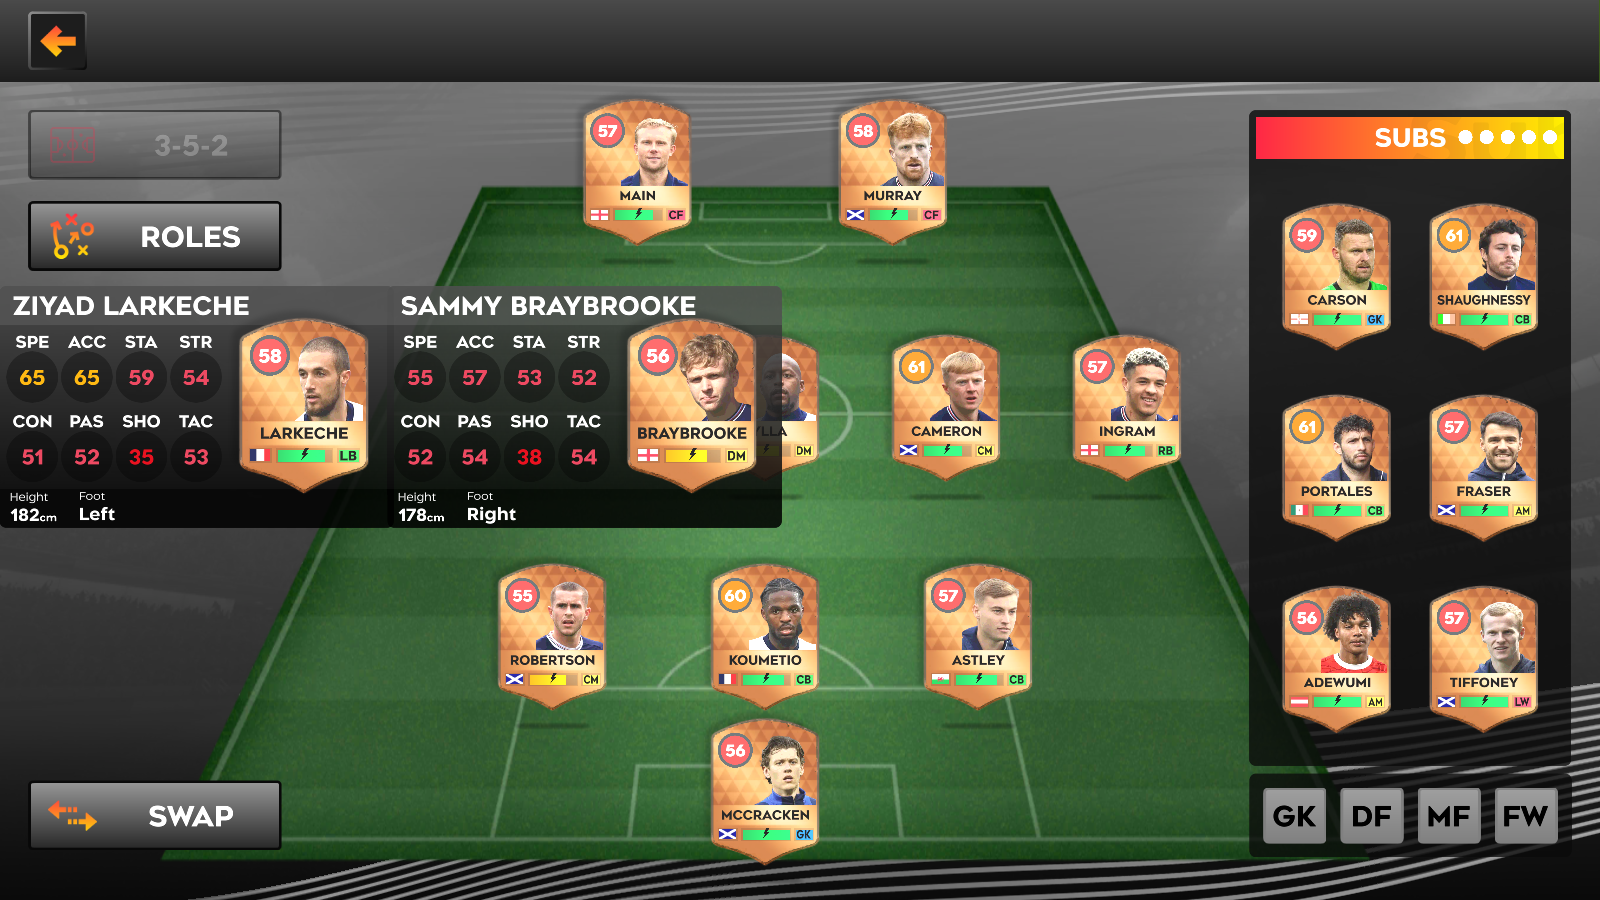 3-5-2
ROLES
57
MAIN
CF
58
MURRAY
CF
SUBS
59
CARSON
GK
61
SHAUGHNESSY
CB
ZIYAD LARKECHE
SPE ACC STA STR
65 65 59 54
CON PAS SHO TAC
51 52 35 53
Height Foot
182cm Left
58
LARKECHE
LB
SAMMY BRAYBROOKE
SPE ACC STA STR
55 57 53 52
CON PAS SHO TAC
52 54 38 54
Height Foot
178cm Right
56
BRAYBROOKE
DM
YLLA
DM
61
CAMERON
CM
57
INGRAM
RB
61
PORTALES
CB
57
FRASER
AM
55
ROBERTSON
CM
60
KOUMETIO
CB
57
ASTLEY
CB
56
ADEWUMI
AM
57
TIFFONEY
LW
56
MCCRACKEN
GK
SWAP
GK DF MF FW